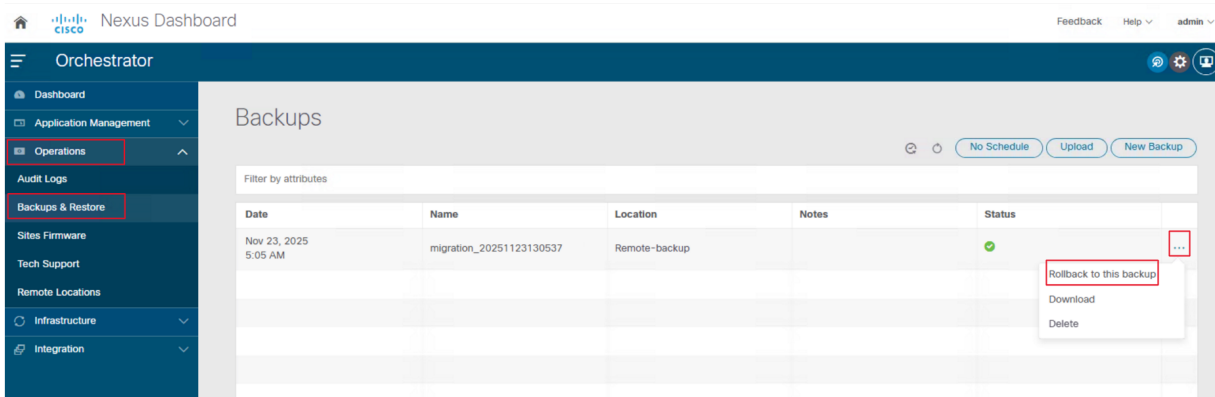 CISCO Nexus Dashboard
Feedback Help admin
Orchestrator
Dashboard
Application Management
Operations
Audit Logs
Backups & Restore
Sites Firmware
Tech Support
Remote Locations
Infrastructure
Integration
Backups
No Schedule Upload New Backup
Filter by attributes
Date Name Location Notes Status
Nov 23, 2025
5:05 AM
migration_20251123130537 Remote-backup
...
Rollback to this backup
Download
Delete